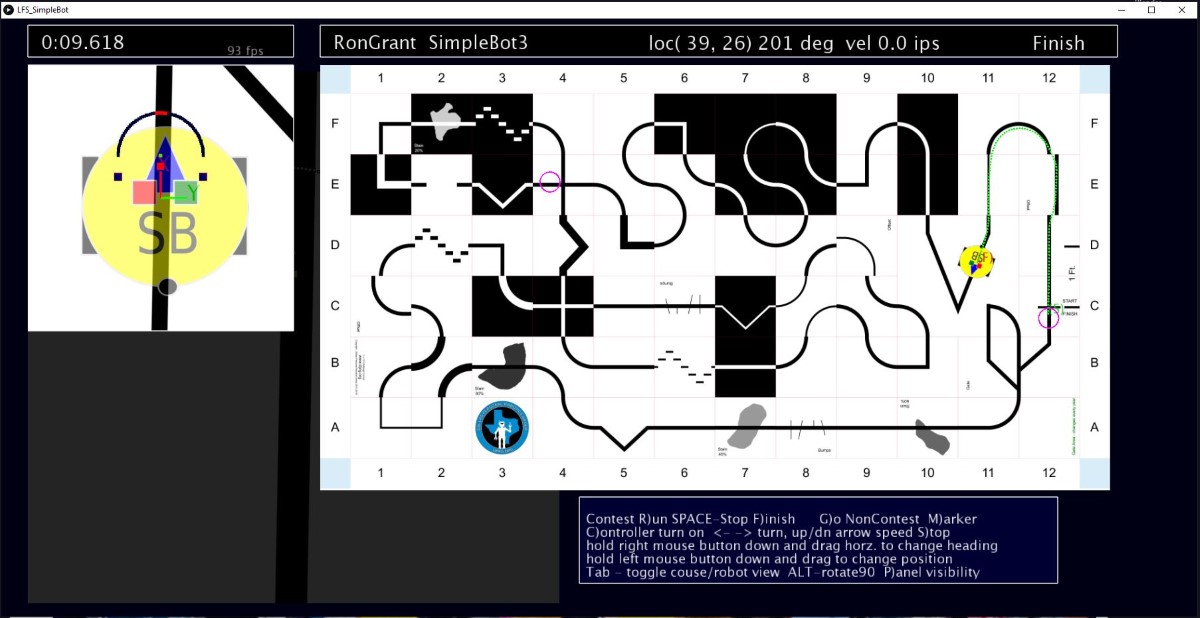 LFS_SimpleBot
0:09.618
93 fps
RonGrant SimpleBot3
loc( 39, 26) 201 deg vel 0.0 ips
Finish
1 2 3 4 5 6 7 8 9 10 11 12
F F
E E
D D
C C
B B
A A
Y
SB
1 Ft.
START
FINISH
Stain
Stain
Stain
Bumps
Contest R)un SPACE-Stop F)inish G)o NonContest M)arker
C)ontroller turn on <- -> turn, up/dn arrow speed S)top
hold right mouse button down and drag horz. to change heading
hold left mouse button down and drag to change position
Tab - toggle couse/robot view ALT-rotate90 P)anel visibility
1 2 3 4 5 6 7 8 9 10 11 12